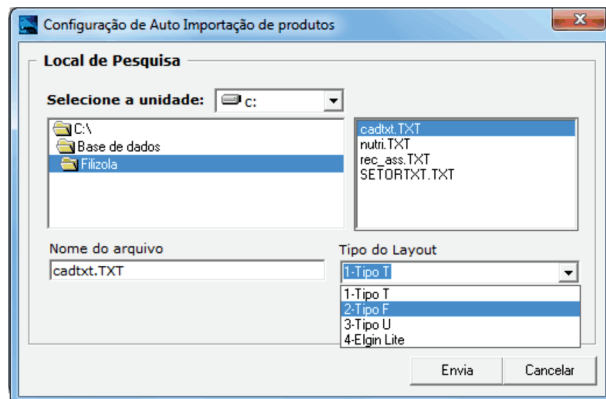 Configuração de Auto Importação de produtos
Local de Pesquisa
Selecione a unidade: c:
C:\
Base de dados
Filizola
cadtxt.TXT
nutri.TXT
rec_ass.TXT
SETORTXT.TXT
Nome do arquivo
cadtxt.TXT
Tipo do Layout
1-Tipo T
1-Tipo T
2-Tipo F
3-Tipo U
4-Elgin Lite
Envia
Cancelar